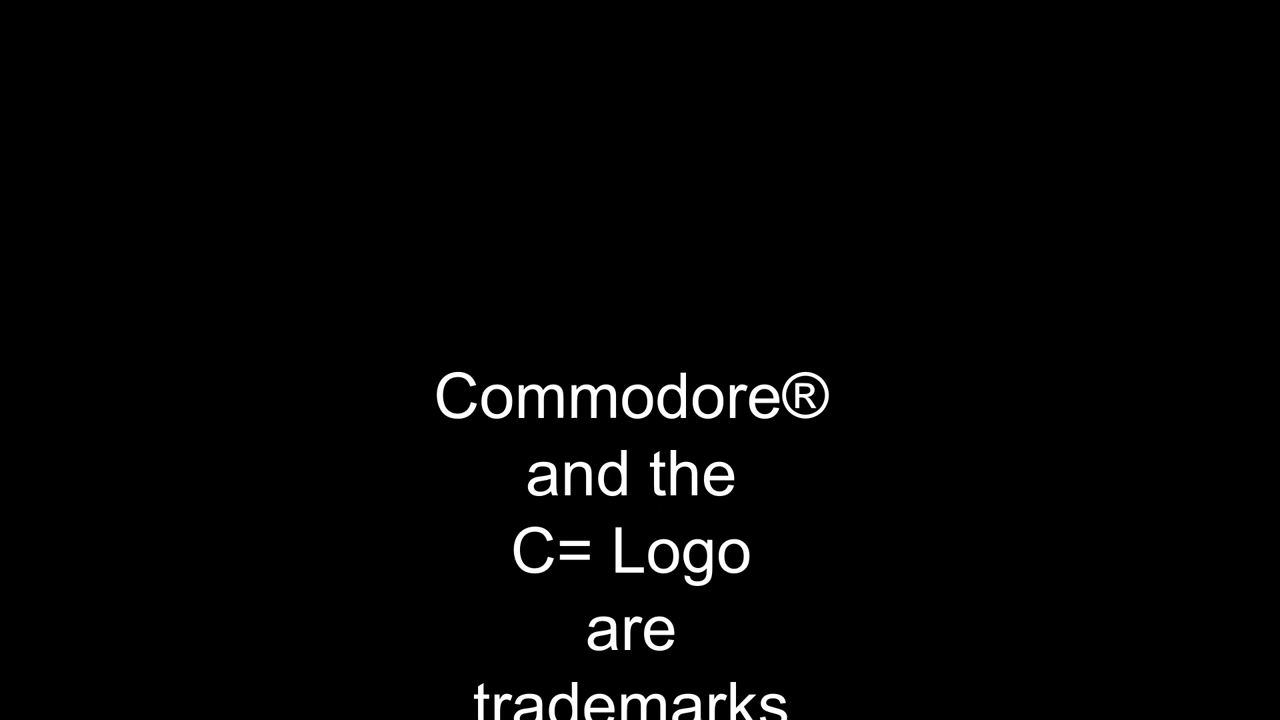 Commodore®
and the
C= Logo
are
trademarks